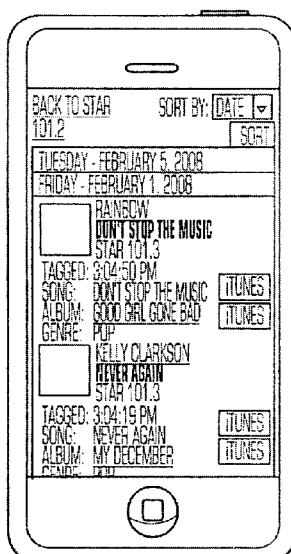 BACK TO STAR SORT BY: DATE
101.2 SORT
TUESDAY - FEBRUARY 5, 2008
FRIDAY - FEBRUARY 1, 2008
RAINBOW
DON'T STOP THE MUSIC
STAR 101.3
TAGGED: 3:04:50 PM
SONG: DON'T STOP THE MUSIC iTUNES
ALBUM: GOOD GIRL GONE BAD iTUNES
GENRE: POP
KELLY CLARKSON
NEVER AGAIN
STAR 101.3
TAGGED: 3:04:19 PM
SONG: NEVER AGAIN iTUNES
ALBUM: MY DECEMBER iTUNES
GENRE: POP